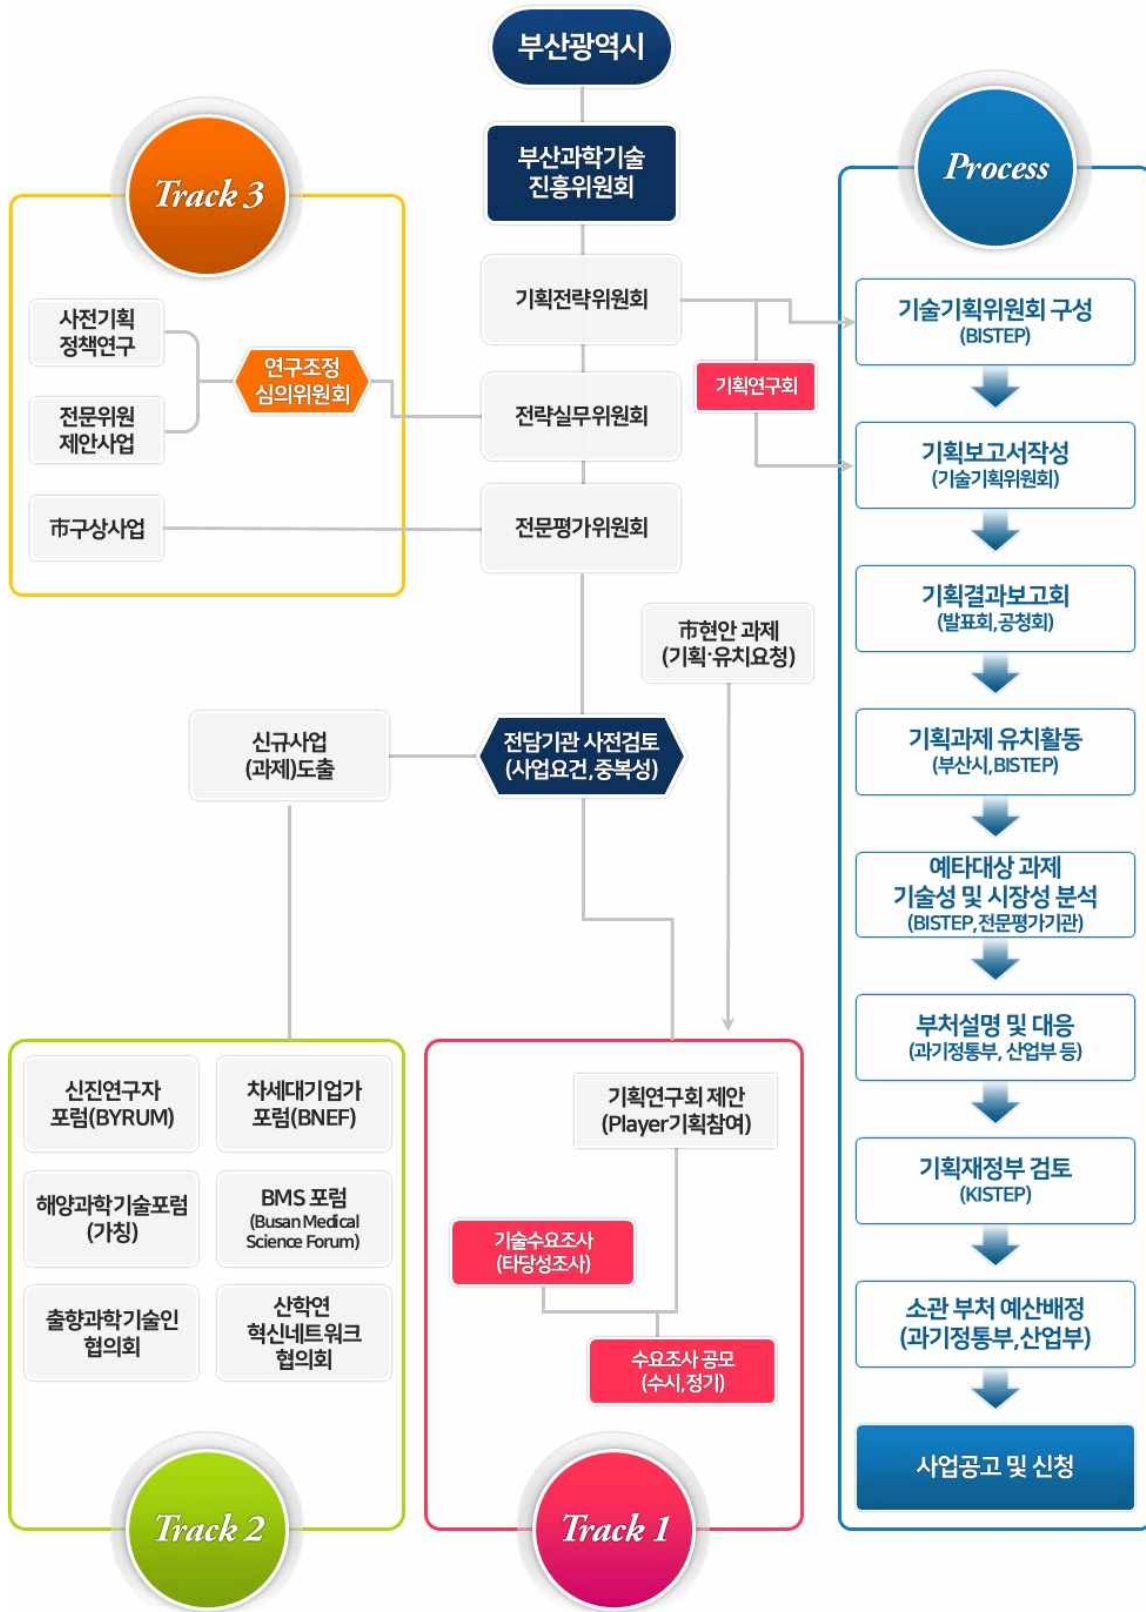 부산광역시
부산과학기술
진흥위원회
Track 3
사전기획
정책연구
전문위원
제안사업
연구조정
심의위원회
市구상사업
기획전략위원회
전략실무위원회
전문평가위원회
기획연구회
市현안 과제
(기획·유치요청)
신규사업
(과제)도출
전담기관 사전검토
(사업요건,중복성)
신진연구자
포럼(BYRUM)
차세대기업가
포럼(BNEF)
해양과학기술포럼
(가칭)
BMS 포럼
(Busan Medical
Science Forum)
출향과학기술인
협의회
산학연
혁신네트워크
협의회
Track 2
기획연구회 제안
(Player기획참여)
기술수요조사
(타당성조사)
수요조사 공모
(수시,정기)
Track 1
Process
기술기획위원회 구성
(BISTEP)
기획보고서작성
(기술기획위원회)
기획결과보고회
(발표회,공청회)
기획과제 유치활동
(부산시,BISTEP)
예타대상 과제
기술성 및 시장성 분석
(BISTEP,전문평가기관)
부처설명 및 대응
(과기정통부, 산업부 등)
기획재정부 검토
(KISTEP)
소관 부처 예산배정
(과기정통부,산업부)
사업공고 및 신청